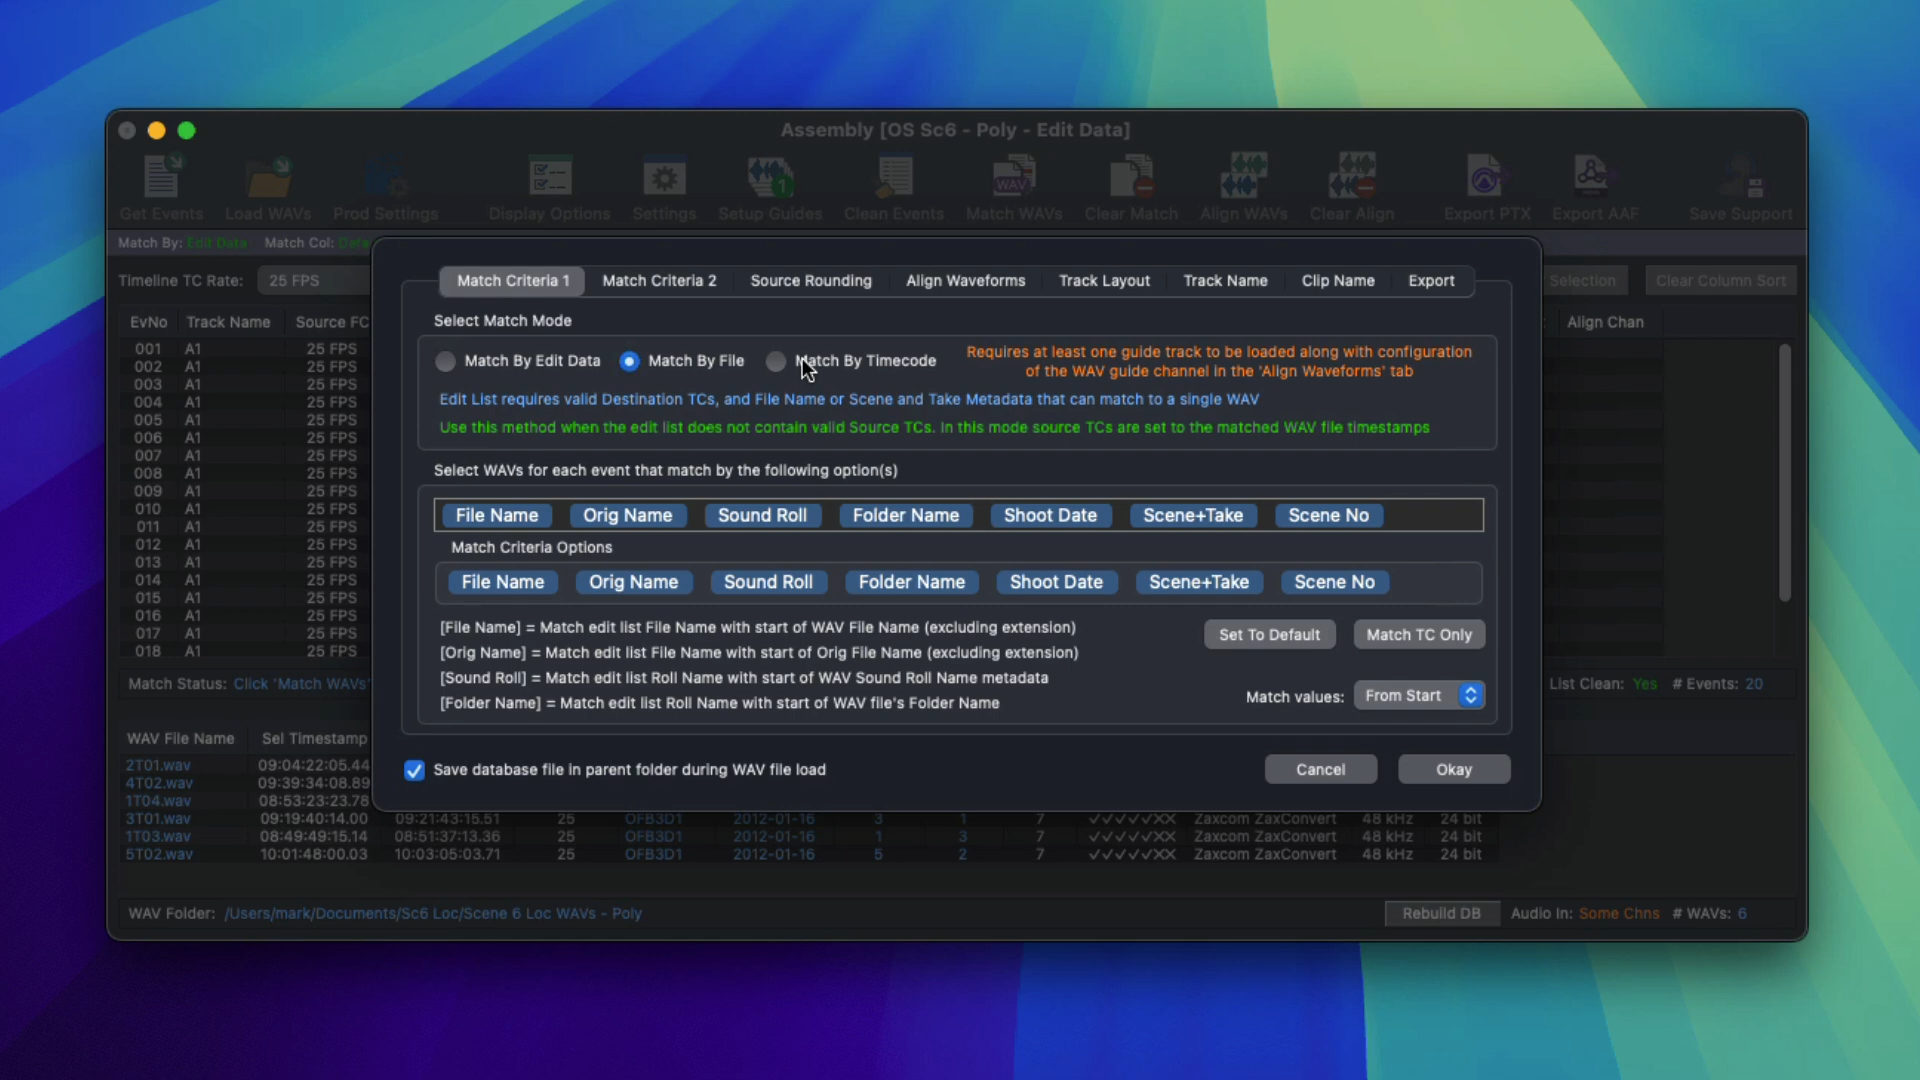 Assembly [OS Sc6 - Poly - Edit Data]
Get Events Load WAVs Prod Settings Display Options Settings Setup Guides Clean Events Match WAVs Clear Match Align WAVs Clear Align Export PTX Export AAF Save Support
Match By: Edit Data Match Col:
Timeline TC Rate: 25 FPS Selection Clear Column Sort
Match Criteria 1 Match Criteria 2 Source Rounding Align Waveforms Track Layout Track Name Clip Name Export
EvNo Track Name Source FC Align Chan
001 A1 25 FPS
002 A1 25 FPS
003 A1 25 FPS
004 A1 25 FPS
005 A1 25 FPS
006 A1 25 FPS
007 A1 25 FPS
008 A1 25 FPS
009 A1 25 FPS
010 A1 25 FPS
011 A1 25 FPS
012 A1 25 FPS
013 A1 25 FPS
014 A1 25 FPS
015 A1 25 FPS
016 A1 25 FPS
017 A1 25 FPS
018 A1 25 FPS
Select Match Mode
Match By Edit Data Match By File Match By Timecode
Requires at least one guide track to be loaded along with configuration
of the WAV guide channel in the 'Align Waveforms' tab
Edit List requires valid Destination TCs, and File Name or Scene and Take Metadata that can match to a single WAV
Use this method when the edit list does not contain valid Source TCs. In this mode source TCs are set to the matched WAV file timestamps
Select WAVs for each event that match by the following option(s)
File Name Orig Name Sound Roll Folder Name Shoot Date Scene+Take Scene No
Match Criteria Options
File Name Orig Name Sound Roll Folder Name Shoot Date Scene+Take Scene No
[File Name] = Match edit list File Name with start of WAV File Name (excluding extension)
[Orig Name] = Match edit list File Name with start of Orig File Name (excluding extension)
[Sound Roll] = Match edit list Roll Name with start of WAV Sound Roll Name metadata
[Folder Name] = Match edit list Roll Name with start of WAV file's Folder Name
Set To Default Match TC Only
Match values: From Start
Match Status: Click 'Match WAVs' List Clean: Yes # Events: 20
Save database file in parent folder during WAV file load
Cancel Okay
WAV File Name Sel Timestamp
2T01.wav 09:04:22:05.44
4T02.wav 09:39:34:08.89
1T04.wav 08:53:23:23.78
3T01.wav 09:19:40:14.00 09:21:43:15.51 25 OFB3D1 2012-01-16 3 1 7 ✓✓✓✓✓XX Zaxcom ZaxConvert 48 kHz 24 bit
1T03.wav 08:49:49:15.14 08:51:37:13.36 25 OFB3D1 2012-01-16 1 3 7 ✓✓✓✓✓XX Zaxcom ZaxConvert 48 kHz 24 bit
5T02.wav 10:01:48:00.03 10:03:05:03.71 25 OFB3D1 2012-01-16 5 2 7 ✓✓✓✓✓XX Zaxcom ZaxConvert 48 kHz 24 bit
WAV Folder: /Users/mark/Documents/Sc6 Loc/Scene 6 Loc WAVs - Poly Rebuild DB Audio In: Some Chns # WAVs: 6